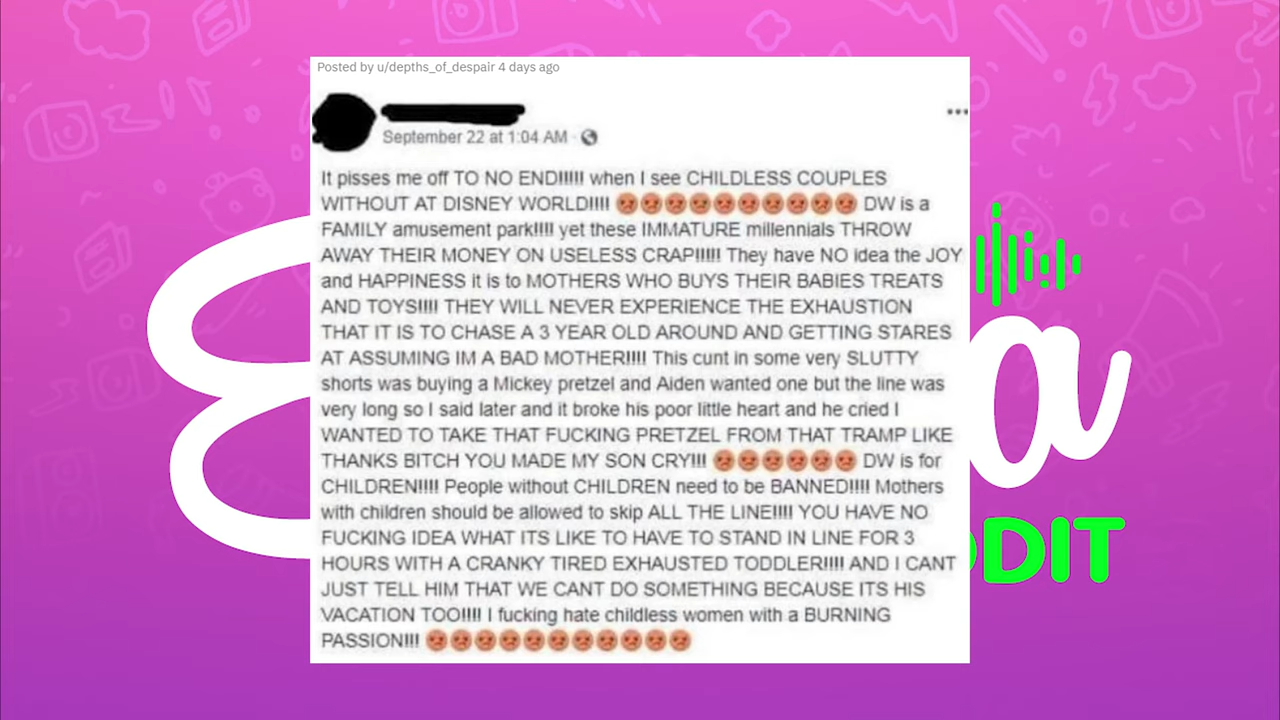 Posted by u/depths_of_despair 4 days ago
September 22 at 1:04 AM
It pisses me off TO NO END!!!!! when I see CHILDLESS COUPLES
WITHOUT AT DISNEY WORLD!!!! 😡😡😡😡😡😡😡😡😡😡 DW is a
FAMILY amusement park!!!! yet these IMMATURE millennials THROW
AWAY THEIR MONEY ON USELESS CRAP!!!!! They have NO idea the JOY
and HAPPINESS it is to MOTHERS WHO BUYS THEIR BABIES TREATS
AND TOYS!!!! THEY WILL NEVER EXPERIENCE THE EXHAUSTION
THAT IT IS TO CHASE A 3 YEAR OLD AROUND AND GETTING STARES
AT ASSUMING IM A BAD MOTHER!!!! This cunt in some very SLUTTY
shorts was buying a Mickey pretzel and Aiden wanted one but the line was
very long so I said later and it broke his poor little heart and he cried I
WANTED TO TAKE THAT FUCKING PRETZEL FROM THAT TRAMP LIKE
THANKS BITCH YOU MADE MY SON CRY!!! 😡😡😡😡😡😡 DW is for
CHILDREN!!!! People without CHILDREN need to be BANNED!!!! Mothers
with children should be allowed to skip ALL THE LINE!!!! YOU HAVE NO
FUCKING IDEA WHAT ITS LIKE TO HAVE TO STAND IN LINE FOR 3
HOURS WITH A CRANKY TIRED EXHAUSTED TODDLER!!!! AND I CANT
JUST TELL HIM THAT WE CANT DO SOMETHING BECAUSE ITS HIS
VACATION TOO!!!! I fucking hate childless women with a BURNING
PASSION!!! 😡😡😡😡😡😡😡😡😡😡😡